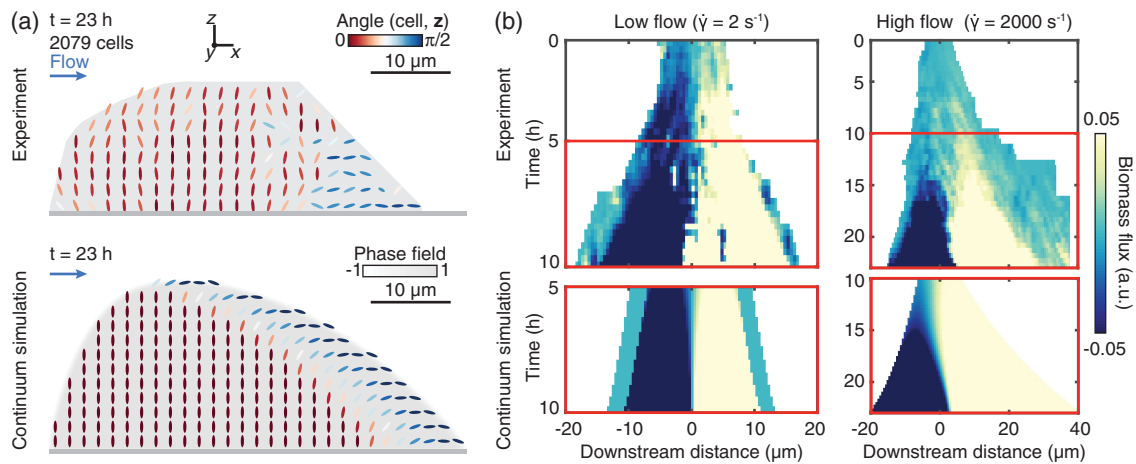 (a)
t = 23 h
2079 cells
Flow
z
y x
Angle (cell, z)
0 π/2
10 μm
Experiment
t = 23 h
Phase field
-1 1
10 μm
Continuum simulation
(b)
Low flow (γ̇ = 2 s⁻¹)
High flow (γ̇ = 2000 s⁻¹)
Experiment
Time (h)
0
5
10
0
5
10
15
20
Continuum simulation
Time (h)
5
10
10
15
20
-20 -10 0 10 20
-20 0 20 40
Downstream distance (μm)
Downstream distance (μm)
0.05
Biomass flux (a.u.)
-0.05